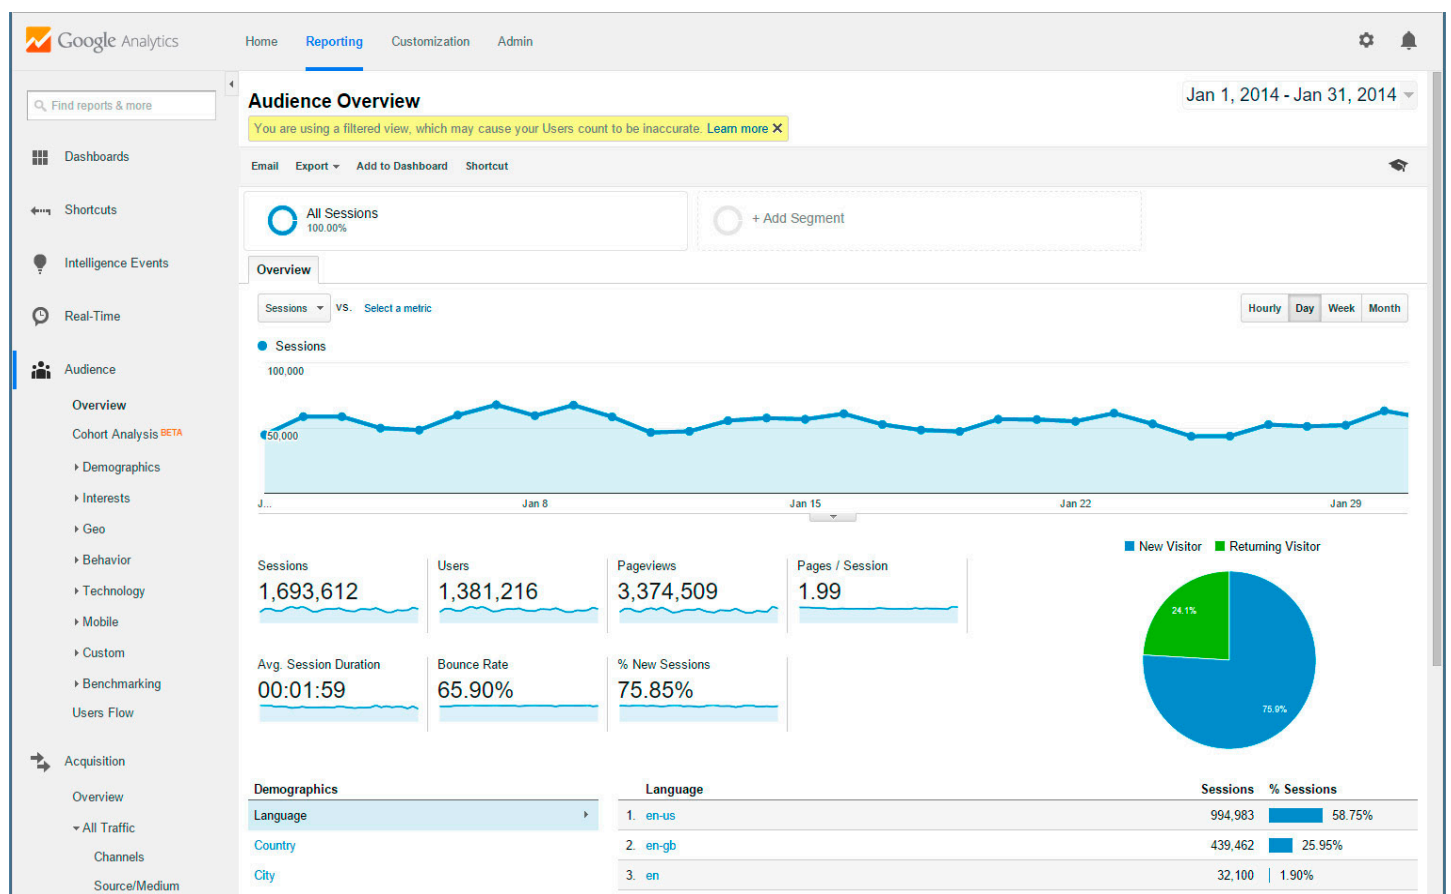 Google Analytics
Home Reporting Customization Admin
Find reports & more
Dashboards
Shortcuts
Intelligence Events
Real-Time
Audience
Overview
Cohort Analysis BETA
Demographics
Interests
Geo
Behavior
Technology
Mobile
Custom
Benchmarking
Users Flow
Acquisition
Overview
All Traffic
Channels
Source/Medium
Audience Overview
Jan 1, 2014 - Jan 31, 2014
You are using a filtered view, which may cause your Users count to be inaccurate. Learn more X
Email Export Add to Dashboard Shortcut
All Sessions
100.00%
+ Add Segment
Overview
Sessions VS. Select a metric
Hourly Day Week Month
Sessions
100,000
50,000
J... Jan 8 Jan 15 Jan 22 Jan 29
New Visitor Returning Visitor
Sessions Users Pageviews Pages / Session
1,693,612 1,381,216 3,374,509 1.99
24.1%
75.9%
Avg. Session Duration Bounce Rate % New Sessions
00:01:59 65.90% 75.85%
Demographics
Language
Country
City
Language Sessions % Sessions
1. en-us 994,983 58.75%
2. en-gb 439,462 25.95%
3. en 32,100 1.90%